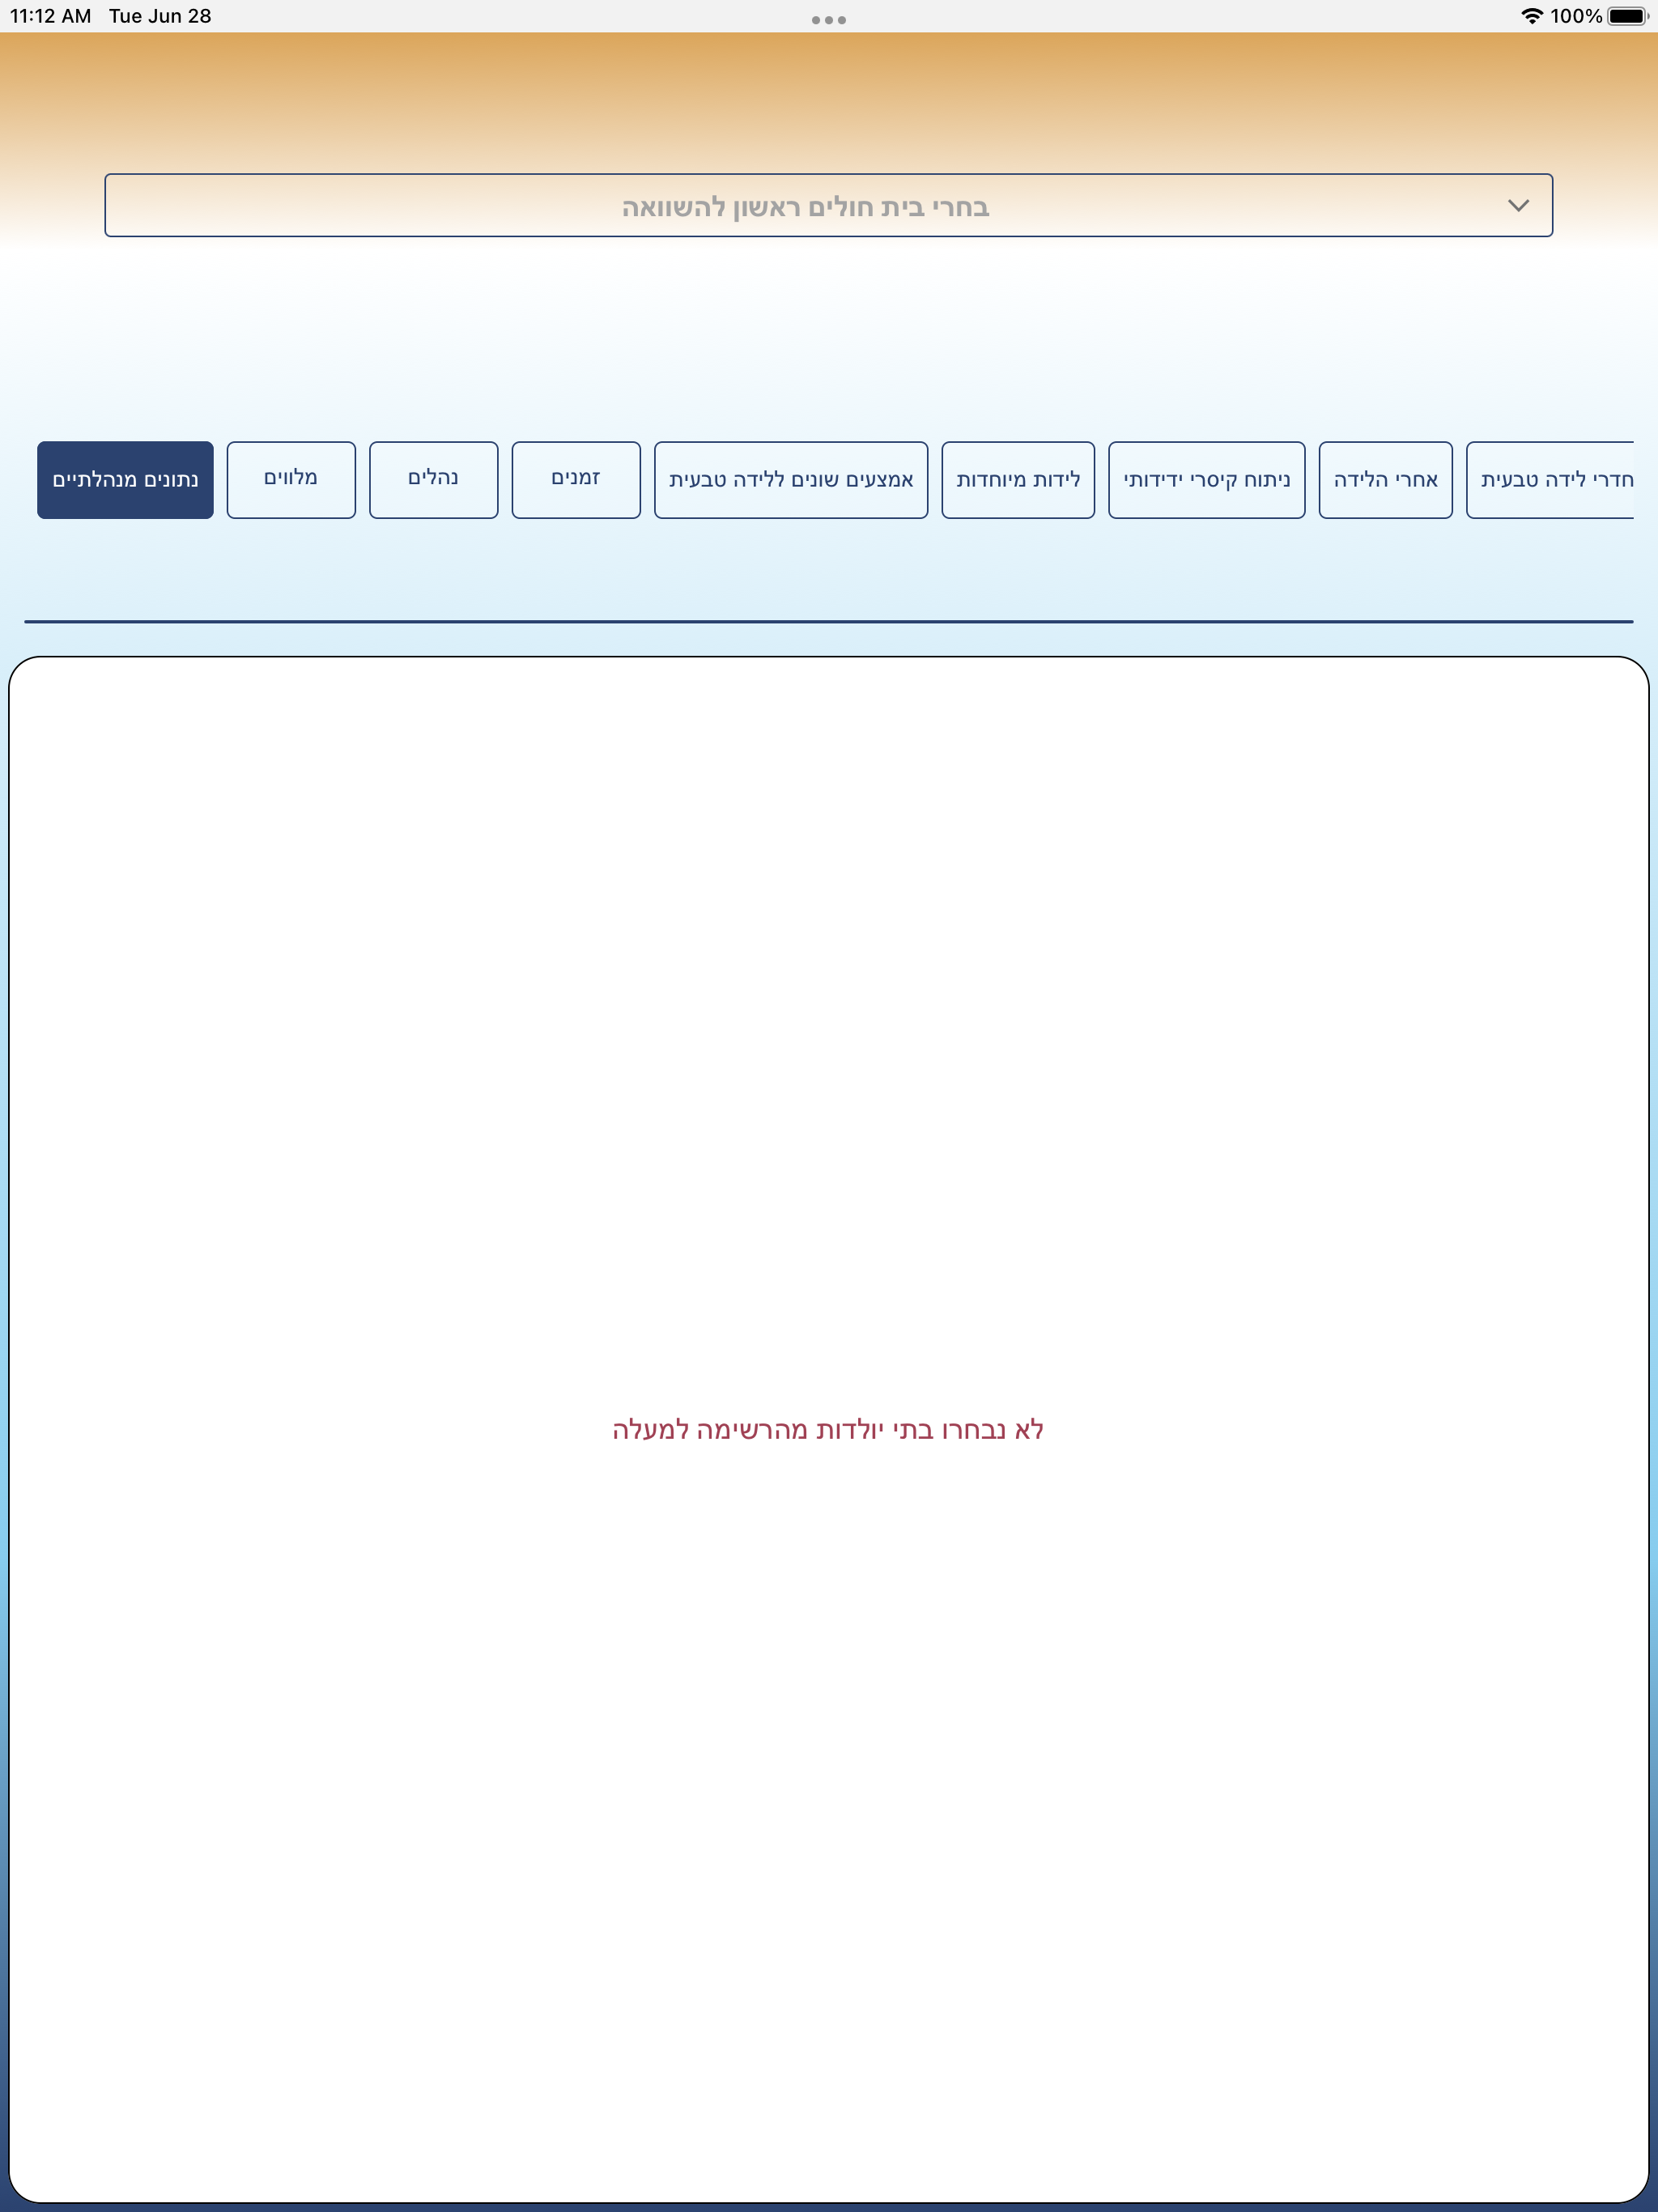 11:12 AM Tue Jun 28
100%
בחרי בית חולים ראשון להשוואה
נתונים מנהלתיים
מלווים
נהלים
זמנים
אמצעים שונים ללידה טבעית
לידות מיוחדות
ניתוח קיסרי ידידותי
אחרי הלידה
חדרי לידה טבעית
לא נבחרו בתי יולדות מהרשימה למעלה